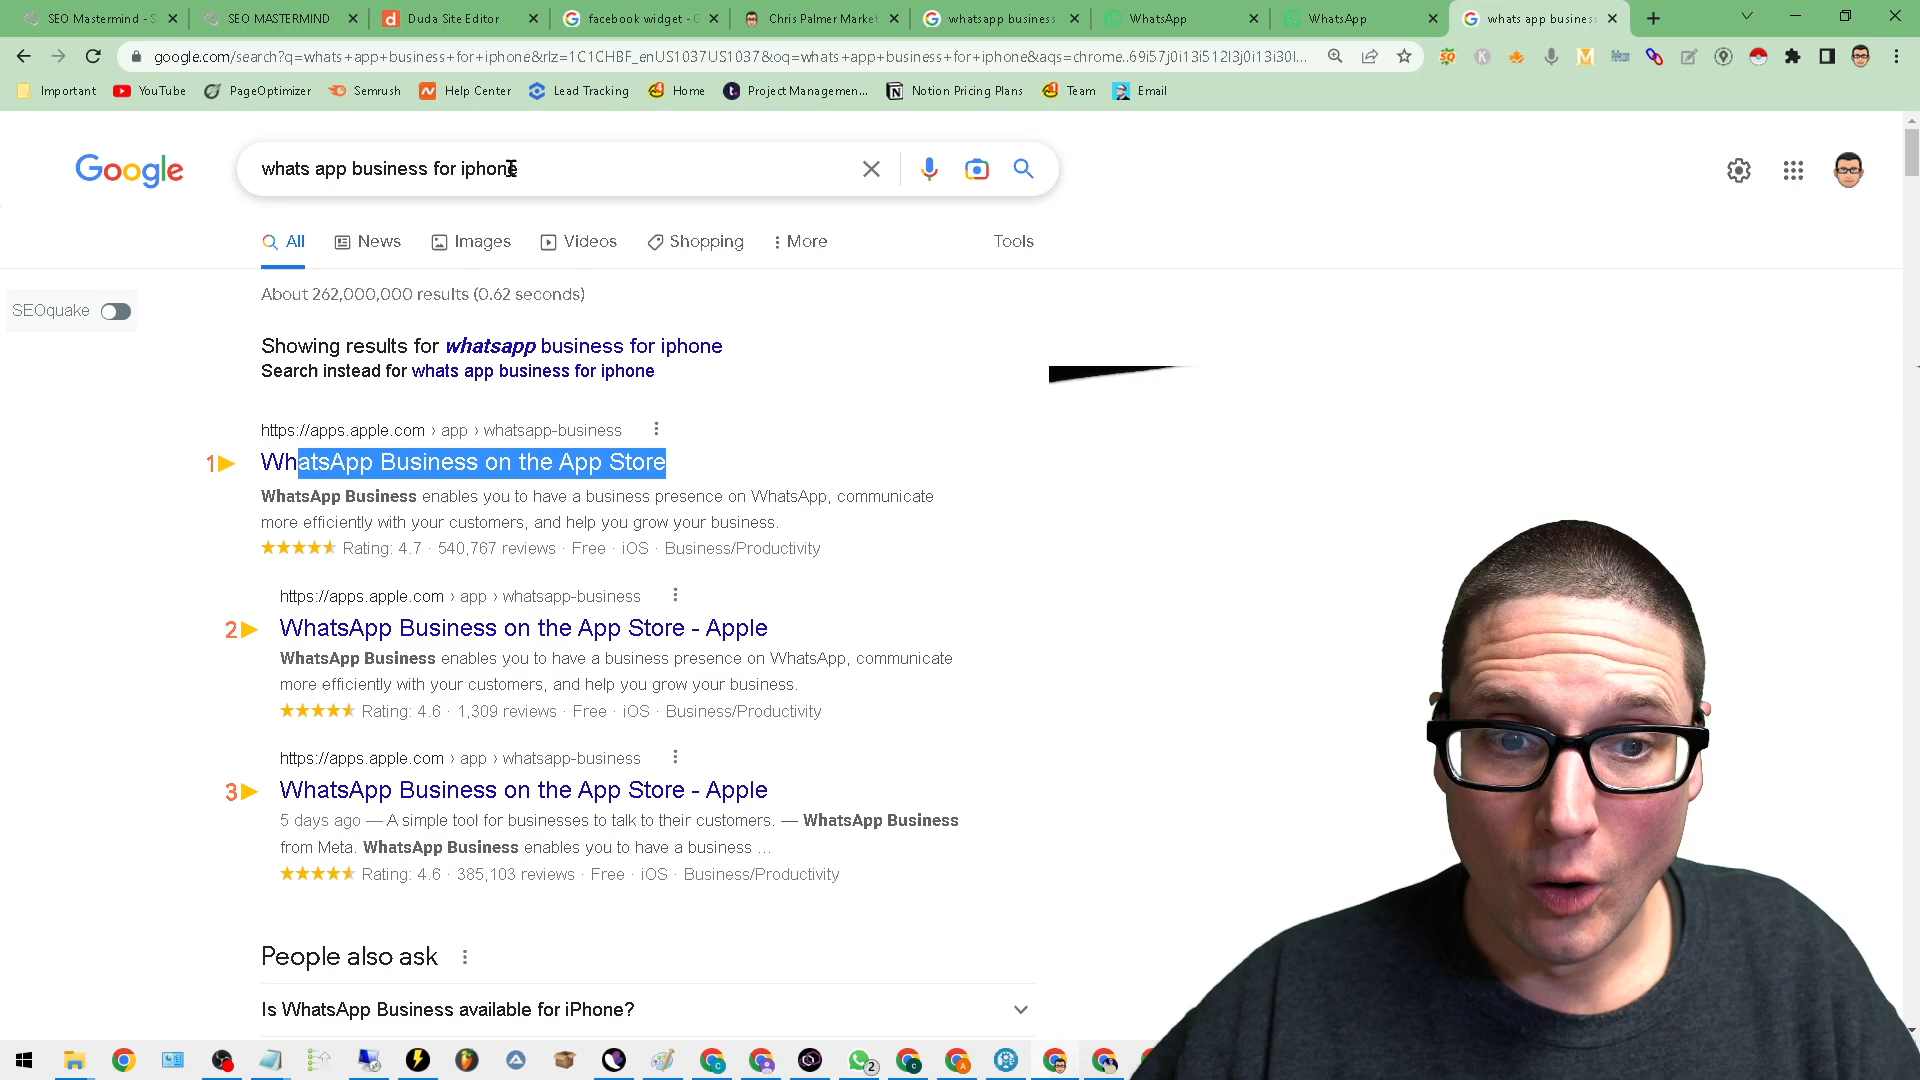 SEO Mastermind - S
SEO MASTERMIND
Duda Site Editor
facebook widget - G
Chris Palmer Market
whatsapp business
WhatsApp
WhatsApp
whats app business
google.com/search?q=whats+app+business+for+iphone&rlz=1C1CHBF_enUS1037US1037&oq=whats+app+business+for+iphone&aqs=chrome..69i57j0i13i512l3j0i13i30l...
Important
YouTube
PageOptimizer
Semrush
Help Center
Lead Tracking
Home
Project Managemen...
Notion Pricing Plans
Team
Email
Google
whats app business for iphone
All
News
Images
Videos
Shopping
More
Tools
About 262,000,000 results (0.62 seconds)
SEOquake
Showing results for whatsapp business for iphone
Search instead for whats app business for iphone
https://apps.apple.com › app › whatsapp-business
1 WhatsApp Business on the App Store
WhatsApp Business enables you to have a business presence on WhatsApp, communicate
more efficiently with your customers, and help you grow your business.
Rating: 4.7 · 540,767 reviews · Free · iOS · Business/Productivity
https://apps.apple.com › app › whatsapp-business
2 WhatsApp Business on the App Store - Apple
WhatsApp Business enables you to have a business presence on WhatsApp, communicate
more efficiently with your customers, and help you grow your business.
Rating: 4.6 · 1,309 reviews · Free · iOS · Business/Productivity
https://apps.apple.com › app › whatsapp-business
3 WhatsApp Business on the App Store - Apple
5 days ago — A simple tool for businesses to talk to their customers. — WhatsApp Business
from Meta. WhatsApp Business enables you to have a business ...
Rating: 4.6 · 385,103 reviews · Free · iOS · Business/Productivity
People also ask
Is WhatsApp Business available for iPhone?
2